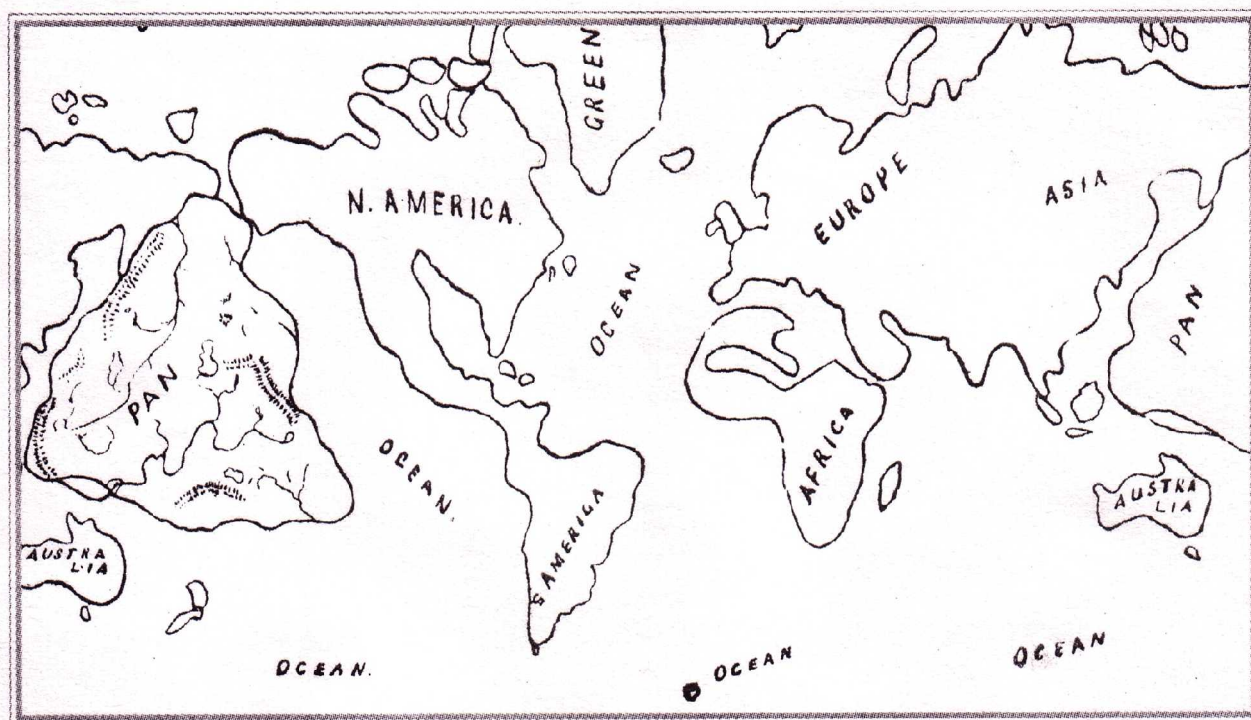 GREEN
N. AMERICA.
EUROPE
ASIA
OCEAN
PAN
PAN
OCEAN.
AFRICA
AUSTRA
LIA
AUSTRA
LIA
S AMERICA
OCEAN.
OCEAN
OCEAN